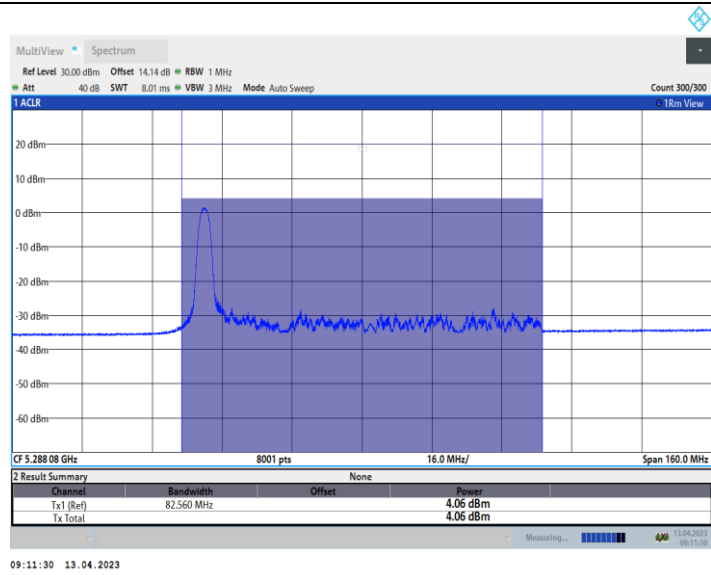 MultiView Spectrum
Ref Level 30.00 dBm Offset 14.14 dB RBW 1 MHz
Att 40 dB SWT 8.01 ms VBW 3 MHz Mode Auto Sweep Count 300/300
1 ACLR 1Rm View
20 dBm
10 dBm
0 dBm
-10 dBm
-20 dBm
-30 dBm
-40 dBm
-50 dBm
-60 dBm
CF 5.288 08 GHz 8001 pts 16.0 MHz/ Span 160.0 MHz
2 Result Summary None
Channel Bandwidth Offset Power
Tx1 (Ref) 82.560 MHz 4.06 dBm
Tx Total 4.06 dBm
Measuring... 13.04.2023
09:11:30
09:11:30 13.04.2023